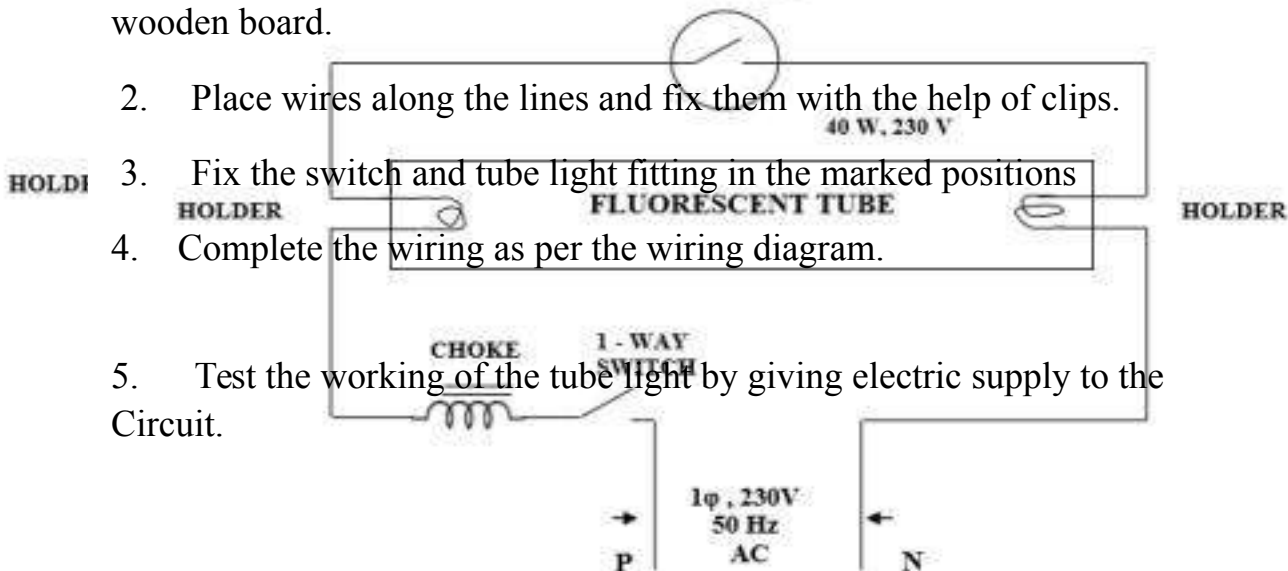 wooden board.
2. Place wires along the lines and fix them with the help of clips.
40 W, 230 V
3. Fix the switch and tube light fitting in the marked positions
HOLDE
HOLDER
FLUORESCENT TUBE
HOLDER
4. Complete the wiring as per the wiring diagram.
CHOKE
1 - WAY
SWITCH
5. Test the working of the tube light by giving electric supply to the
Circuit.
1φ , 230V
50 Hz
AC
P
N